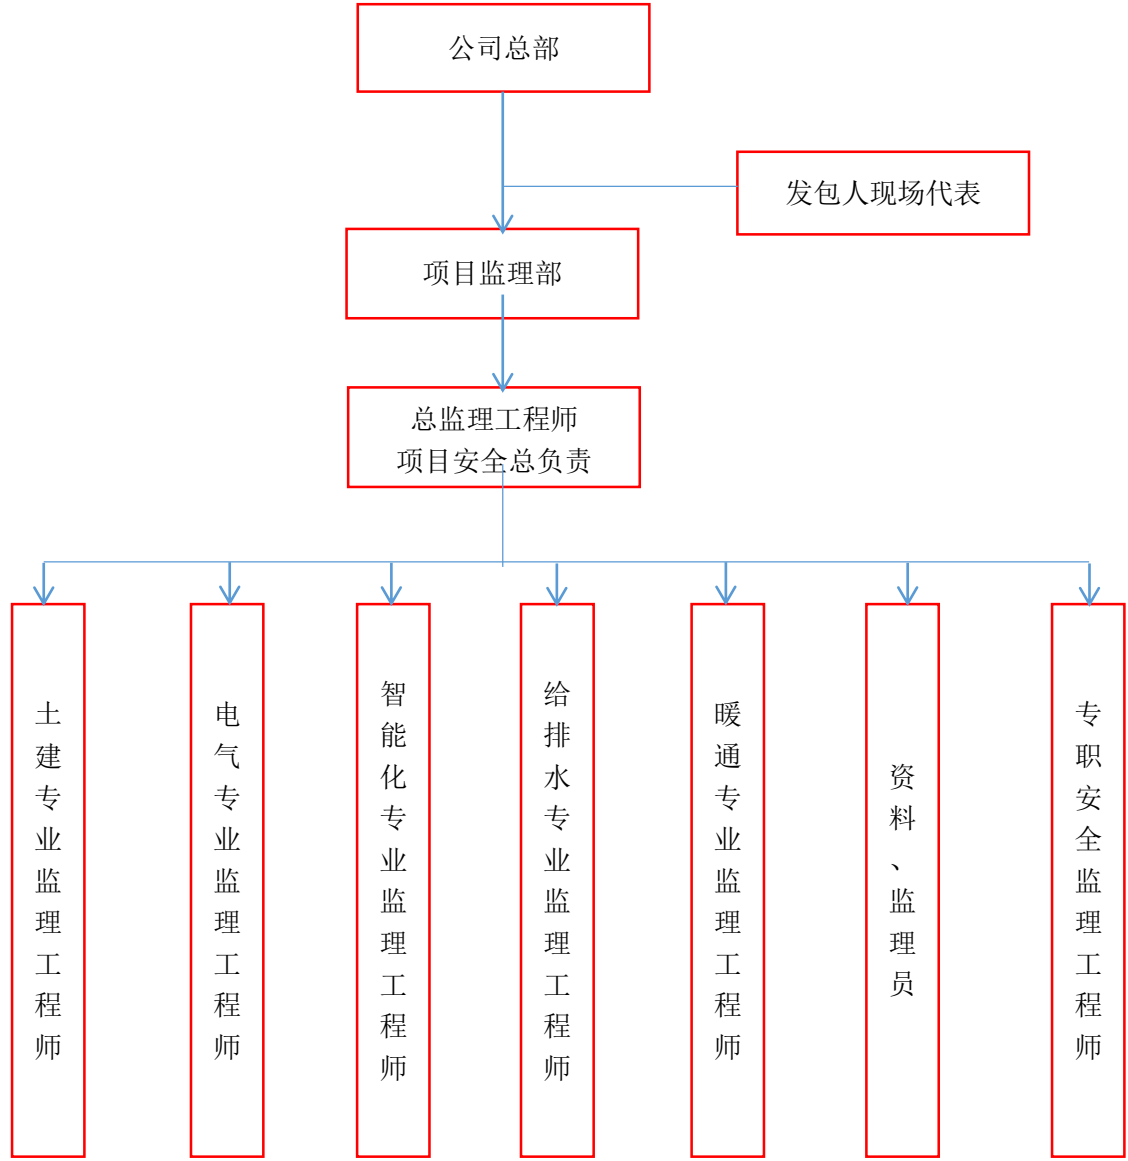 公司总部
发包人现场代表
项目监理部
总监理工程师
项目安全总负责
土建专业监理工程师
电气专业监理工程师
智能化专业监理工程师
给排水专业监理工程师
暖通专业监理工程师
资料、监理员
专职安全监理工程师